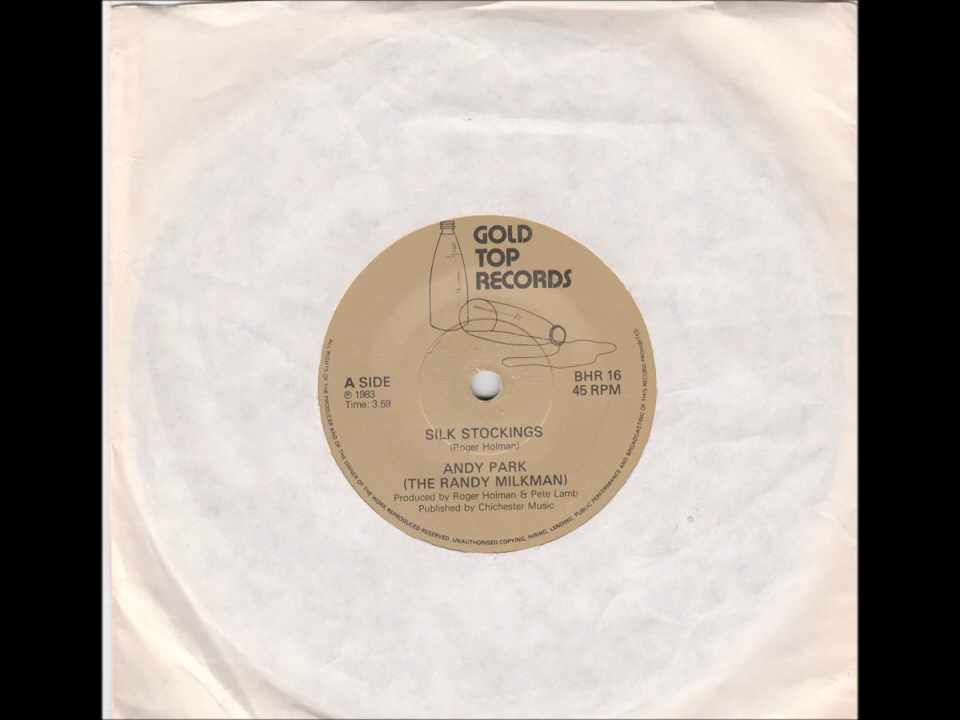 GOLD
TOP
RECORDS
A SIDE
℗ 1983
Time: 3.59
BHR 16
45 RPM
SILK STOCKINGS
(Roger Holman)
ANDY PARK
(THE RANDY MILKMAN)
Produced by Roger Holman & Pete Lamb
Published by Chichester Music
ALL RIGHTS OF THE PRODUCER AND OF THE OWNER OF THE WORK REPRODUCED RESERVED. UNAUTHORISED COPYING, HIRING, LENDING, PUBLIC PERFORMANCE AND BROADCASTING OF THIS RECORD PROHIBITED